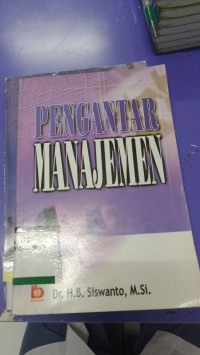 PENGANTAR
MANAJEMEN
Dr. H.B. Siswanto, M.Si.